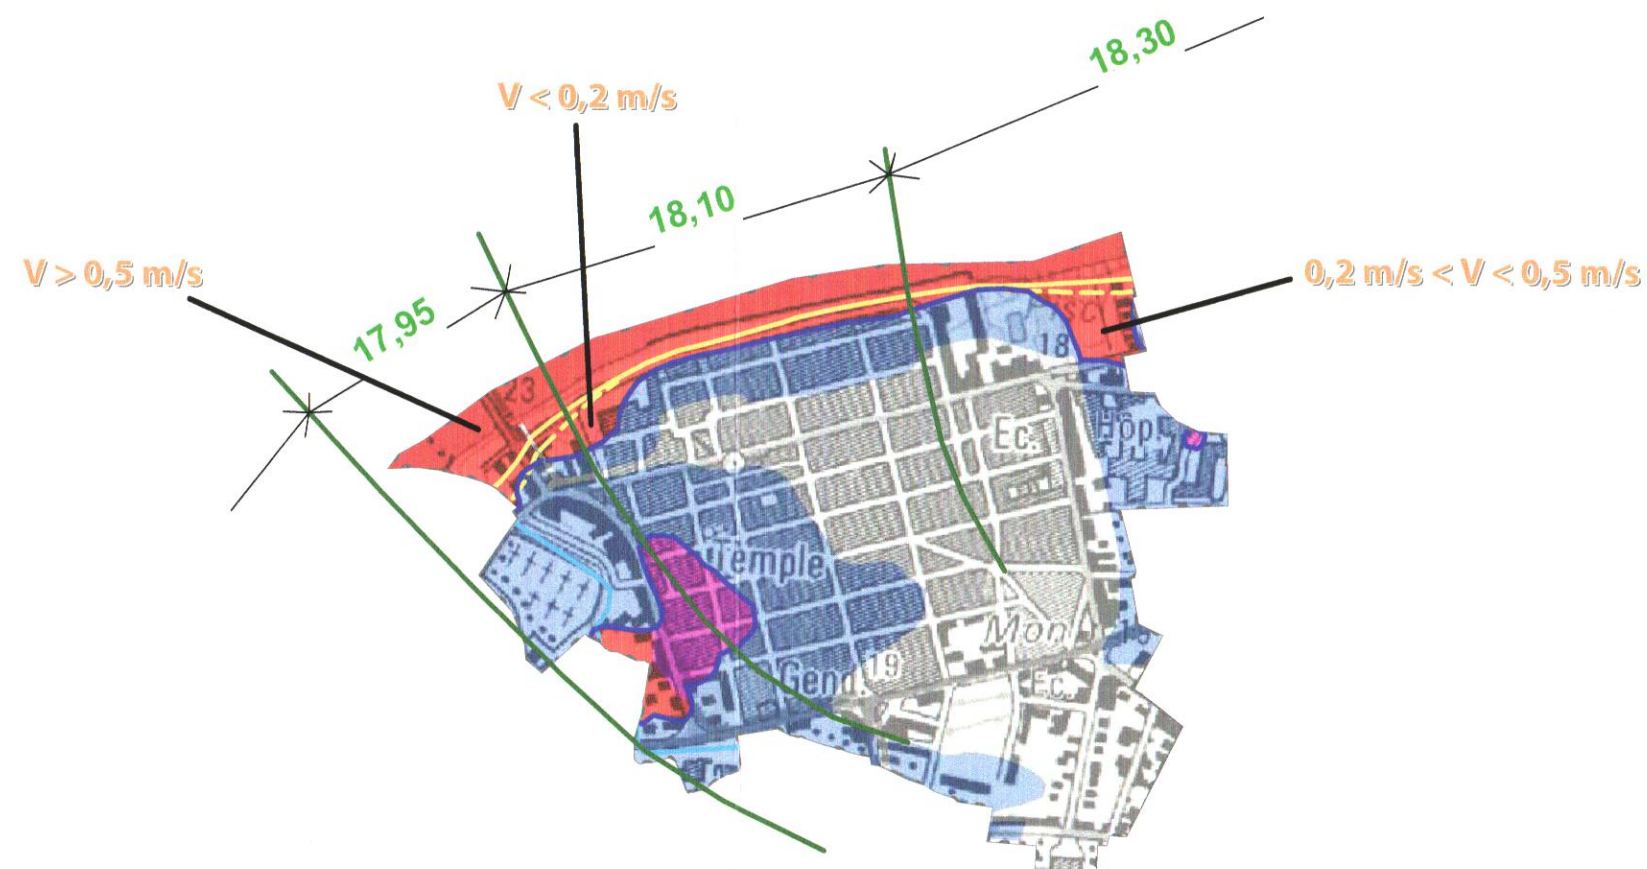 18,30
V < 0,2 m/s
18,10
V > 0,5 m/s
0,2 m/s < V < 0,5 m/s
17,95
23
18
Ec.
Hôp
Temple
Mon
19
Gend.
Ec.